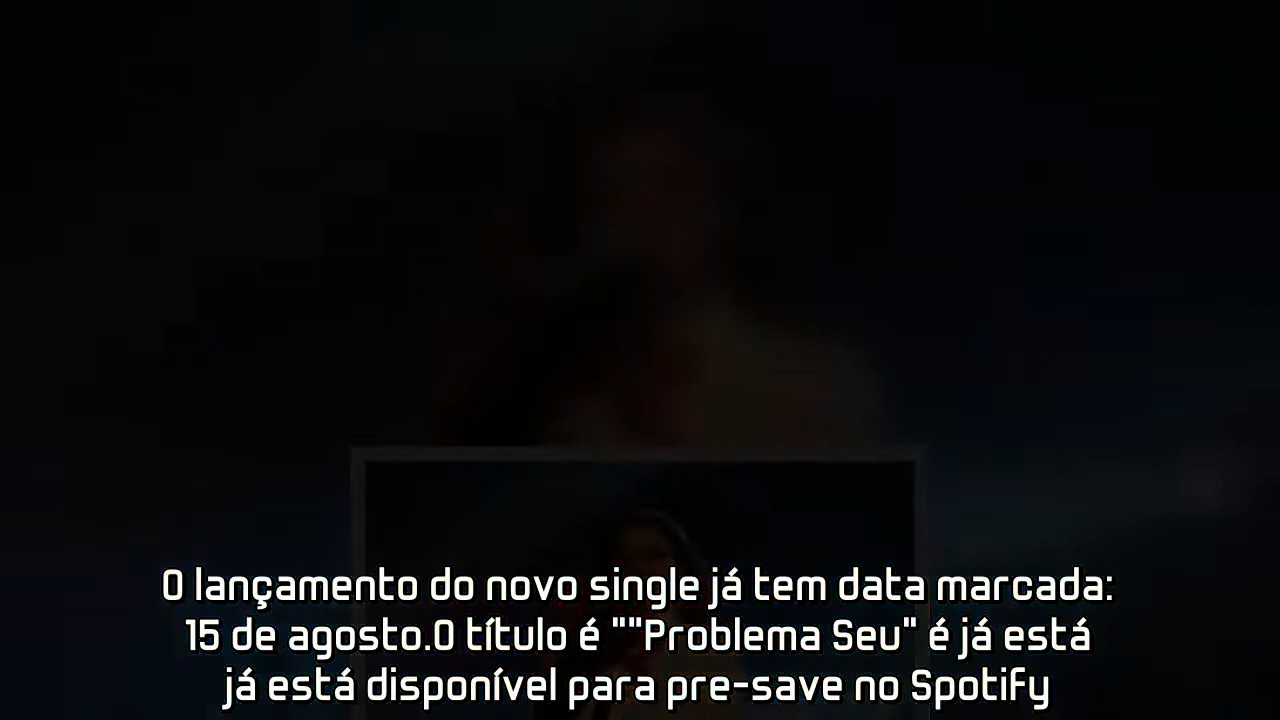 O lançamento do novo single já tem data marcada:
15 de agosto.O título é ""Problema Seu" é já está
já está disponível para pre-save no Spotify